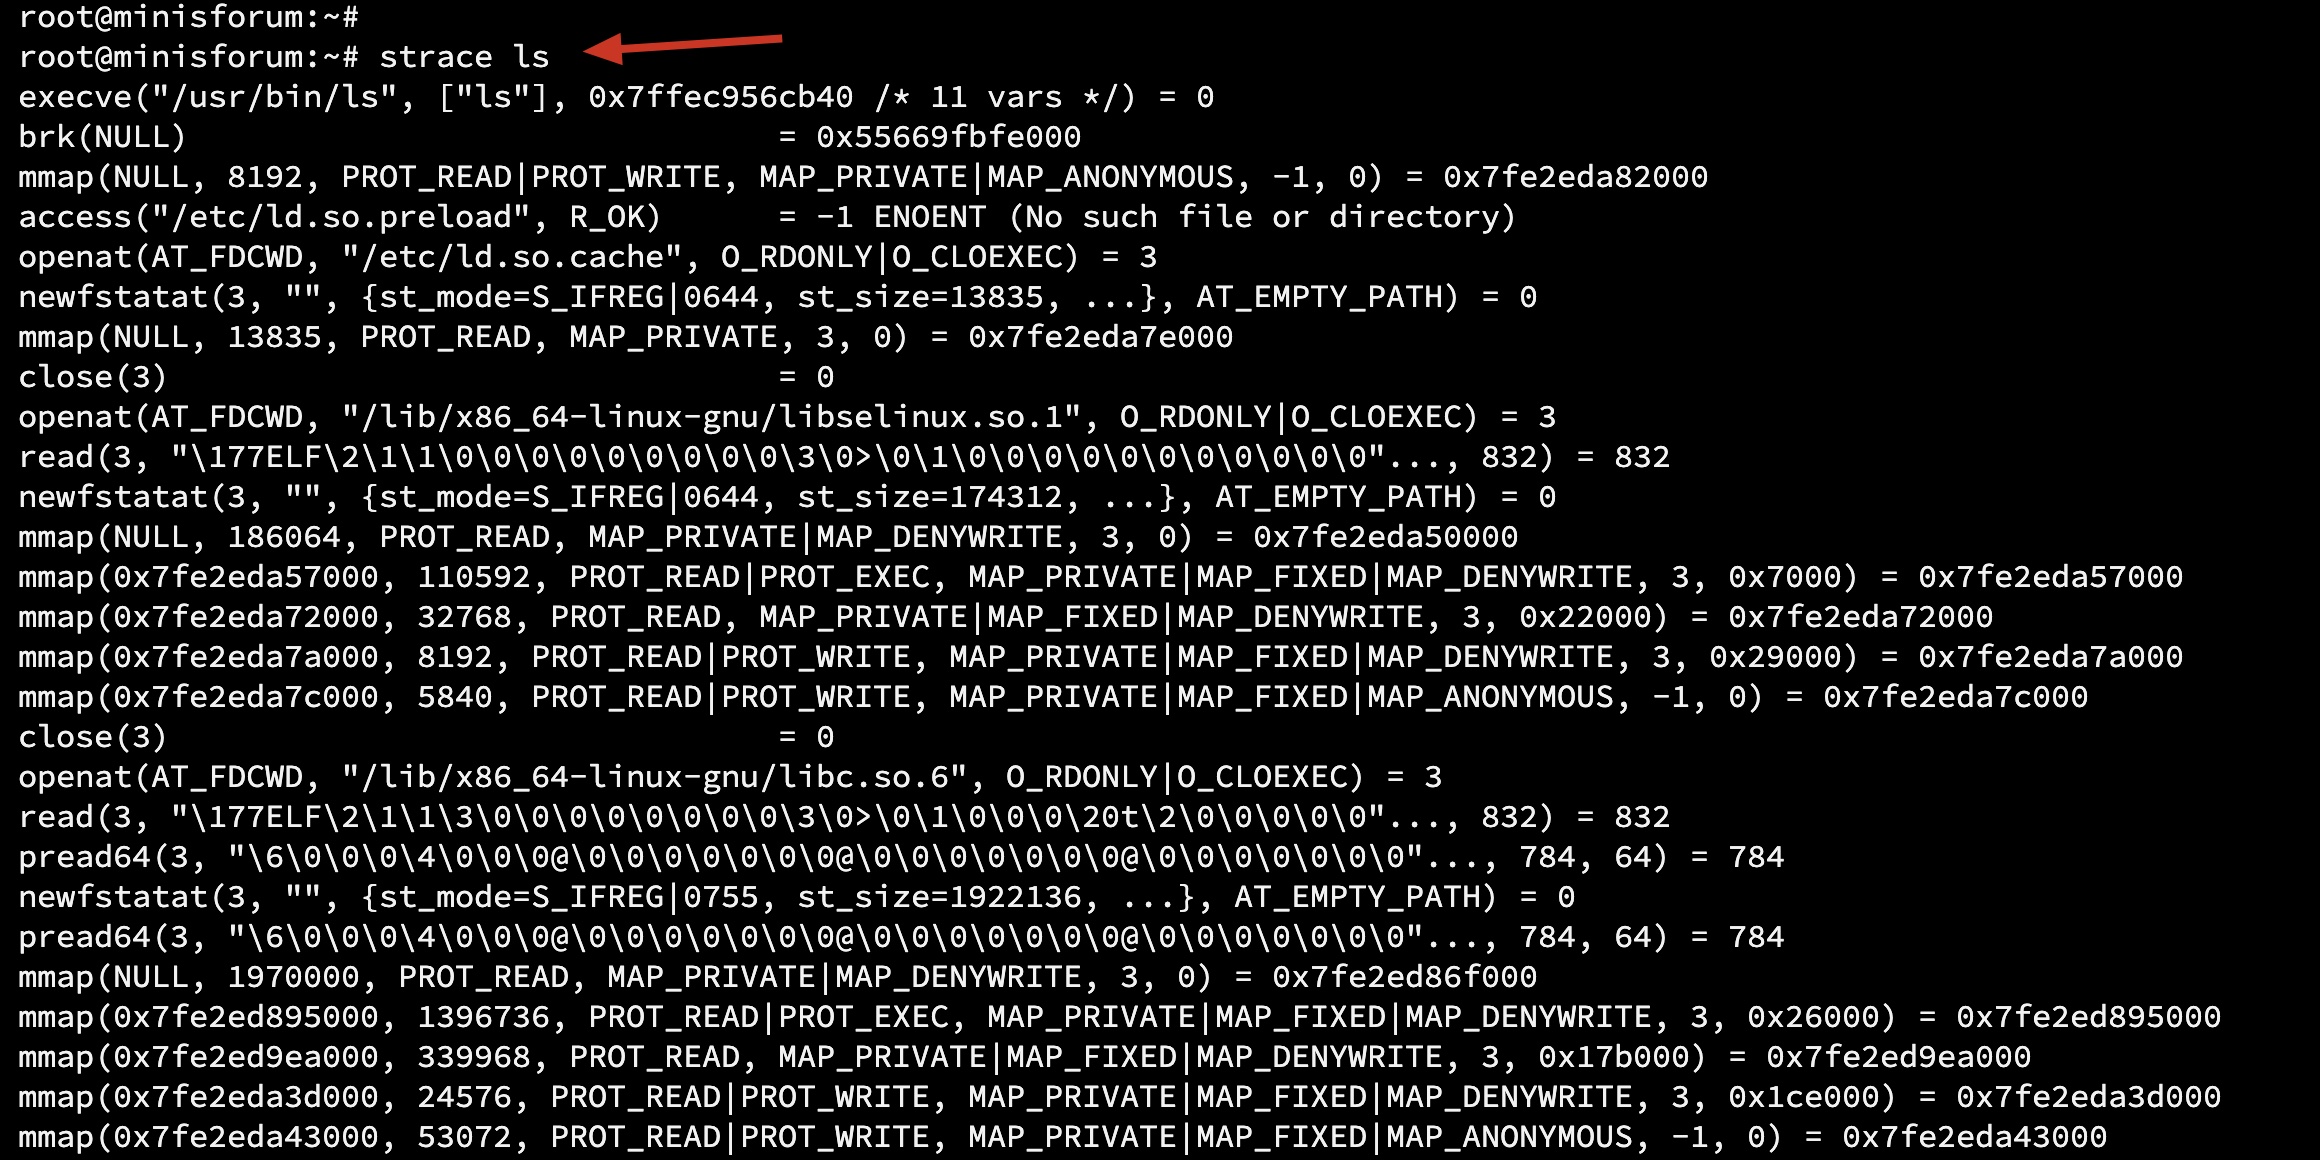 root@minisforum:~#
root@minisforum:~# strace ls
execve("/usr/bin/ls", ["ls"], 0x7ffec956cb40 /* 11 vars */) = 0
brk(NULL)                               = 0x55669fbfe000
mmap(NULL, 8192, PROT_READ|PROT_WRITE, MAP_PRIVATE|MAP_ANONYMOUS, -1, 0) = 0x7fe2eda82000
access("/etc/ld.so.preload", R_OK)      = -1 ENOENT (No such file or directory)
openat(AT_FDCWD, "/etc/ld.so.cache", O_RDONLY|O_CLOEXEC) = 3
newfstatat(3, "", {st_mode=S_IFREG|0644, st_size=13835, ...}, AT_EMPTY_PATH) = 0
mmap(NULL, 13835, PROT_READ, MAP_PRIVATE, 3, 0) = 0x7fe2eda7e000
close(3)                                = 0
openat(AT_FDCWD, "/lib/x86_64-linux-gnu/libselinux.so.1", O_RDONLY|O_CLOEXEC) = 3
read(3, "\177ELF\2\1\1\0\0\0\0\0\0\0\0\0\3\0>\0\1\0\0\0\0\0\0\0\0\0\0\0"..., 832) = 832
newfstatat(3, "", {st_mode=S_IFREG|0644, st_size=174312, ...}, AT_EMPTY_PATH) = 0
mmap(NULL, 186064, PROT_READ, MAP_PRIVATE|MAP_DENYWRITE, 3, 0) = 0x7fe2eda50000
mmap(0x7fe2eda57000, 110592, PROT_READ|PROT_EXEC, MAP_PRIVATE|MAP_FIXED|MAP_DENYWRITE, 3, 0x7000) = 0x7fe2eda57000
mmap(0x7fe2eda72000, 32768, PROT_READ, MAP_PRIVATE|MAP_FIXED|MAP_DENYWRITE, 3, 0x22000) = 0x7fe2eda72000
mmap(0x7fe2eda7a000, 8192, PROT_READ|PROT_WRITE, MAP_PRIVATE|MAP_FIXED|MAP_DENYWRITE, 3, 0x29000) = 0x7fe2eda7a000
mmap(0x7fe2eda7c000, 5840, PROT_READ|PROT_WRITE, MAP_PRIVATE|MAP_FIXED|MAP_ANONYMOUS, -1, 0) = 0x7fe2eda7c000
close(3)                                = 0
openat(AT_FDCWD, "/lib/x86_64-linux-gnu/libc.so.6", O_RDONLY|O_CLOEXEC) = 3
read(3, "\177ELF\2\1\1\3\0\0\0\0\0\0\0\0\3\0>\0\1\0\0\0\20t\2\0\0\0\0\0"..., 832) = 832
pread64(3, "\6\0\0\0\4\0\0\0@\0\0\0\0\0\0\0@\0\0\0\0\0\0\0@\0\0\0\0\0\0\0"..., 784, 64) = 784
newfstatat(3, "", {st_mode=S_IFREG|0755, st_size=1922136, ...}, AT_EMPTY_PATH) = 0
pread64(3, "\6\0\0\0\4\0\0\0@\0\0\0\0\0\0\0@\0\0\0\0\0\0\0@\0\0\0\0\0\0\0"..., 784, 64) = 784
mmap(NULL, 1970000, PROT_READ, MAP_PRIVATE|MAP_DENYWRITE, 3, 0) = 0x7fe2ed86f000
mmap(0x7fe2ed895000, 1396736, PROT_READ|PROT_EXEC, MAP_PRIVATE|MAP_FIXED|MAP_DENYWRITE, 3, 0x26000) = 0x7fe2ed895000
mmap(0x7fe2ed9ea000, 339968, PROT_READ, MAP_PRIVATE|MAP_FIXED|MAP_DENYWRITE, 3, 0x17b000) = 0x7fe2ed9ea000
mmap(0x7fe2eda3d000, 24576, PROT_READ|PROT_WRITE, MAP_PRIVATE|MAP_FIXED|MAP_DENYWRITE, 3, 0x1ce000) = 0x7fe2eda3d000
mmap(0x7fe2eda43000, 53072, PROT_READ|PROT_WRITE, MAP_PRIVATE|MAP_FIXED|MAP_ANONYMOUS, -1, 0) = 0x7fe2eda43000